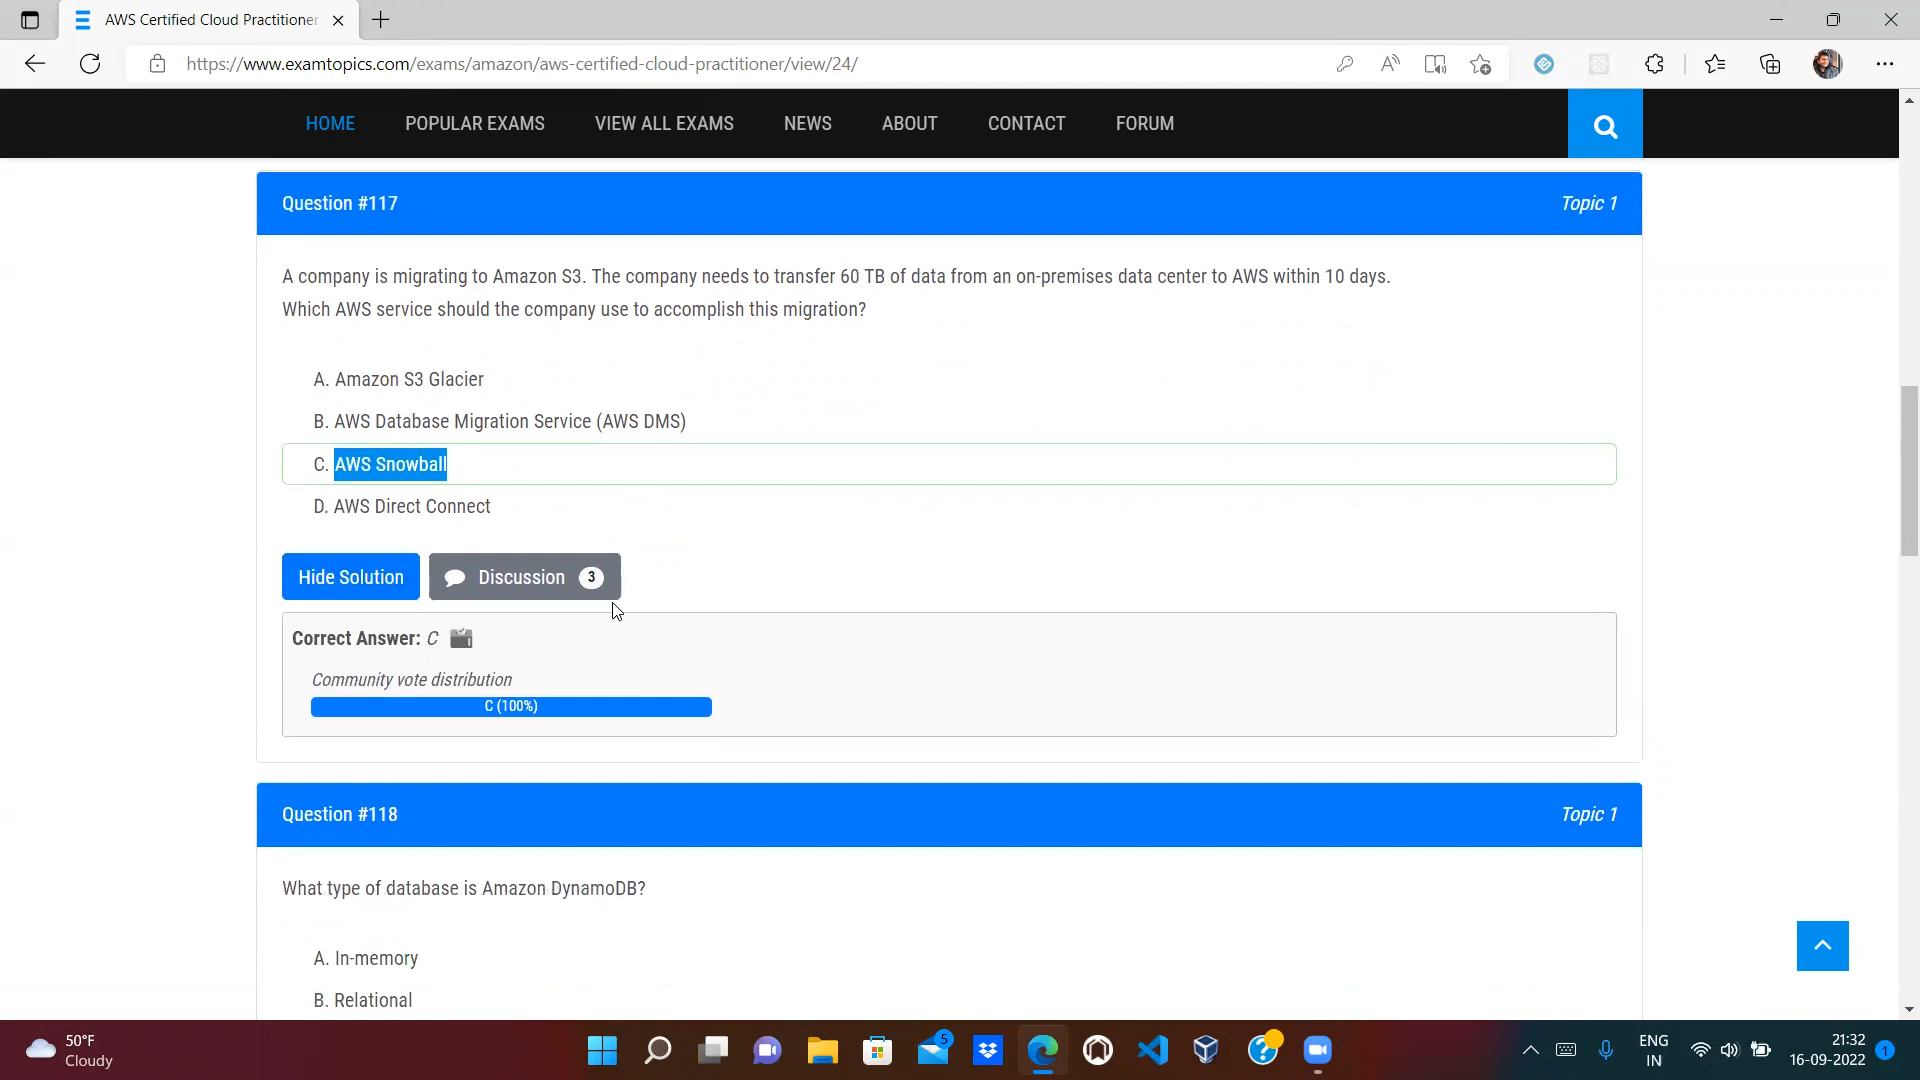 AWS Certified Cloud Practitioner
https://www.examtopics.com/exams/amazon/aws-certified-cloud-practitioner/view/24/
HOME POPULAR EXAMS VIEW ALL EXAMS NEWS ABOUT CONTACT FORUM
Question #117 Topic 1
A company is migrating to Amazon S3. The company needs to transfer 60 TB of data from an on-premises data center to AWS within 10 days.
Which AWS service should the company use to accomplish this migration?
A. Amazon S3 Glacier
B. AWS Database Migration Service (AWS DMS)
C. AWS Snowball
D. AWS Direct Connect
Hide Solution Discussion 3
Correct Answer: C
Community vote distribution
C (100%)
Question #118 Topic 1
What type of database is Amazon DynamoDB?
A. In-memory
B. Relational
50°F
Cloudy
5
ENG
IN
21:32
16-09-2022
1